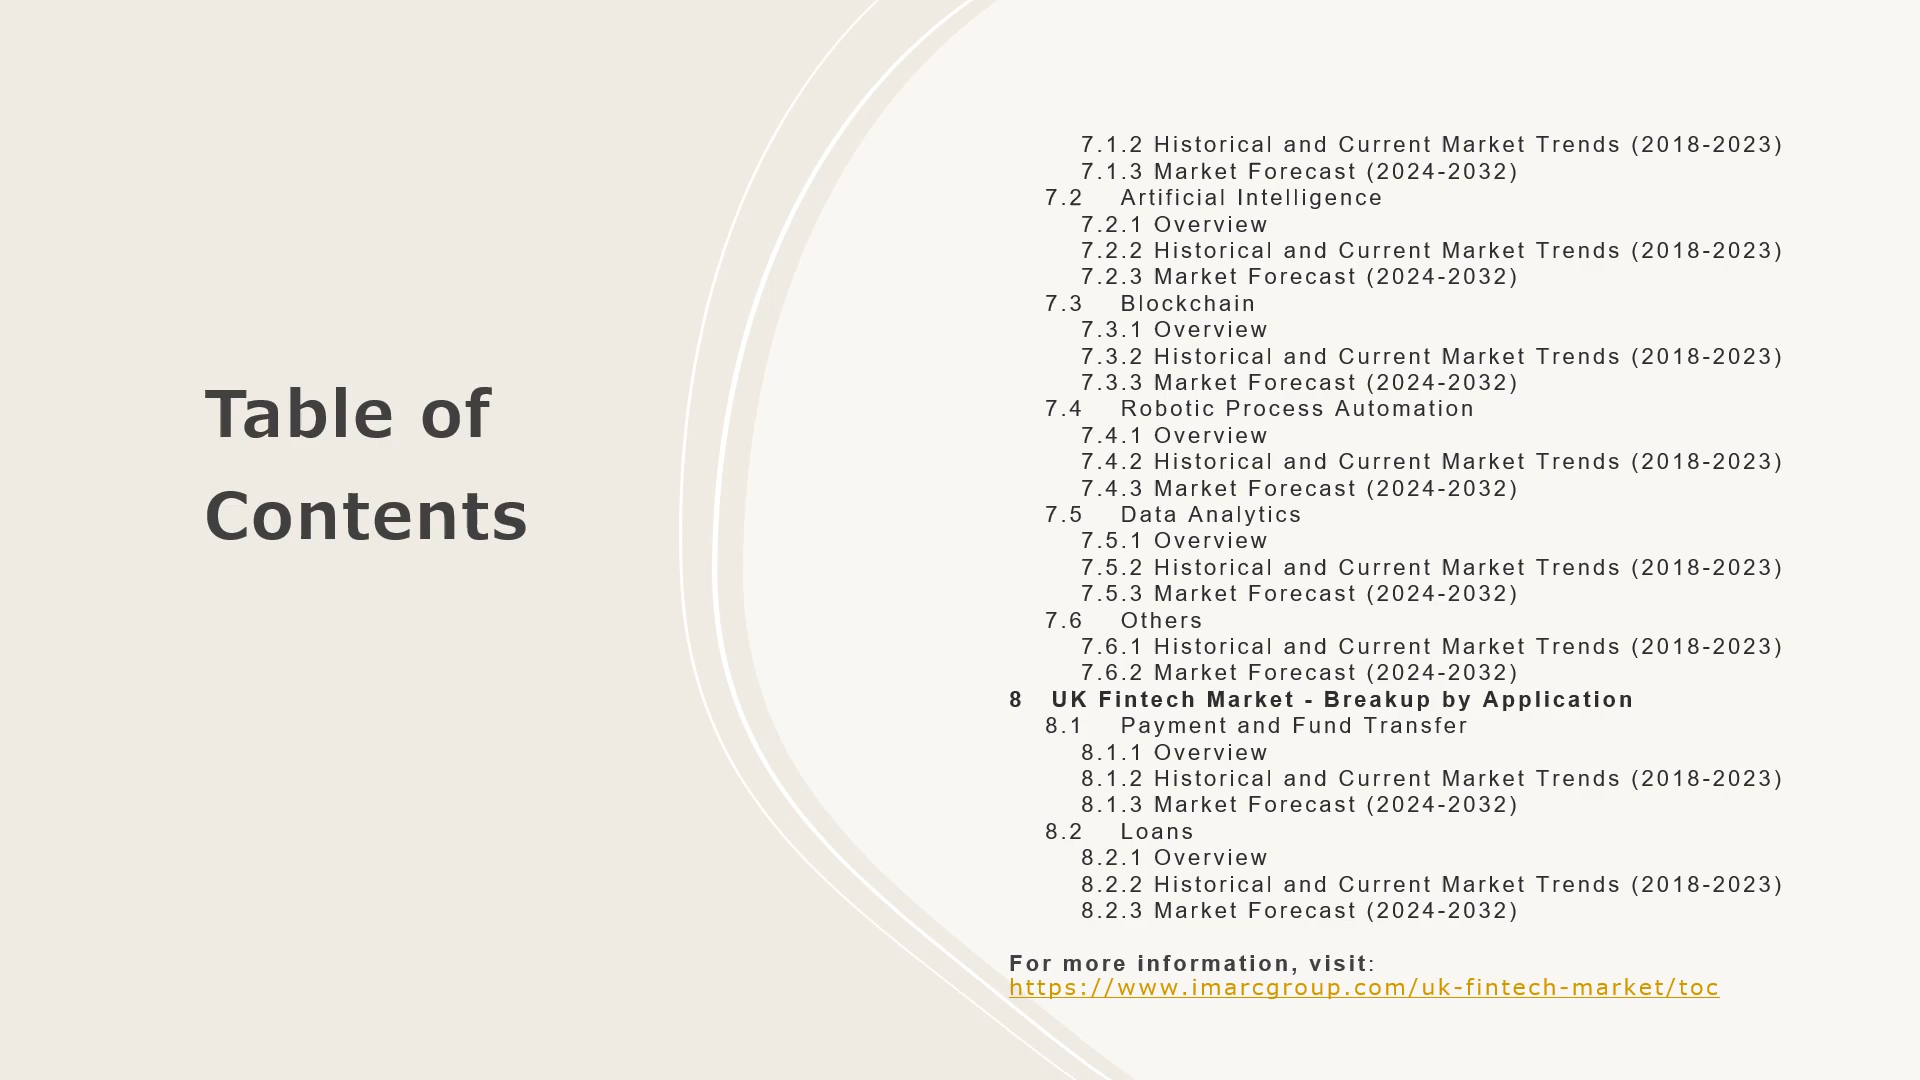 Table of
Contents
7.1.2 Historical and Current Market Trends (2018-2023)
7.1.3 Market Forecast (2024-2032)
7.2 Artificial Intelligence
7.2.1 Overview
7.2.2 Historical and Current Market Trends (2018-2023)
7.2.3 Market Forecast (2024-2032)
7.3 Blockchain
7.3.1 Overview
7.3.2 Historical and Current Market Trends (2018-2023)
7.3.3 Market Forecast (2024-2032)
7.4 Robotic Process Automation
7.4.1 Overview
7.4.2 Historical and Current Market Trends (2018-2023)
7.4.3 Market Forecast (2024-2032)
7.5 Data Analytics
7.5.1 Overview
7.5.2 Historical and Current Market Trends (2018-2023)
7.5.3 Market Forecast (2024-2032)
7.6 Others
7.6.1 Historical and Current Market Trends (2018-2023)
7.6.2 Market Forecast (2024-2032)
8 UK Fintech Market - Breakup by Application
8.1 Payment and Fund Transfer
8.1.1 Overview
8.1.2 Historical and Current Market Trends (2018-2023)
8.1.3 Market Forecast (2024-2032)
8.2 Loans
8.2.1 Overview
8.2.2 Historical and Current Market Trends (2018-2023)
8.2.3 Market Forecast (2024-2032)
For more information, visit:
https://www.imarcgroup.com/uk-fintech-market/toc